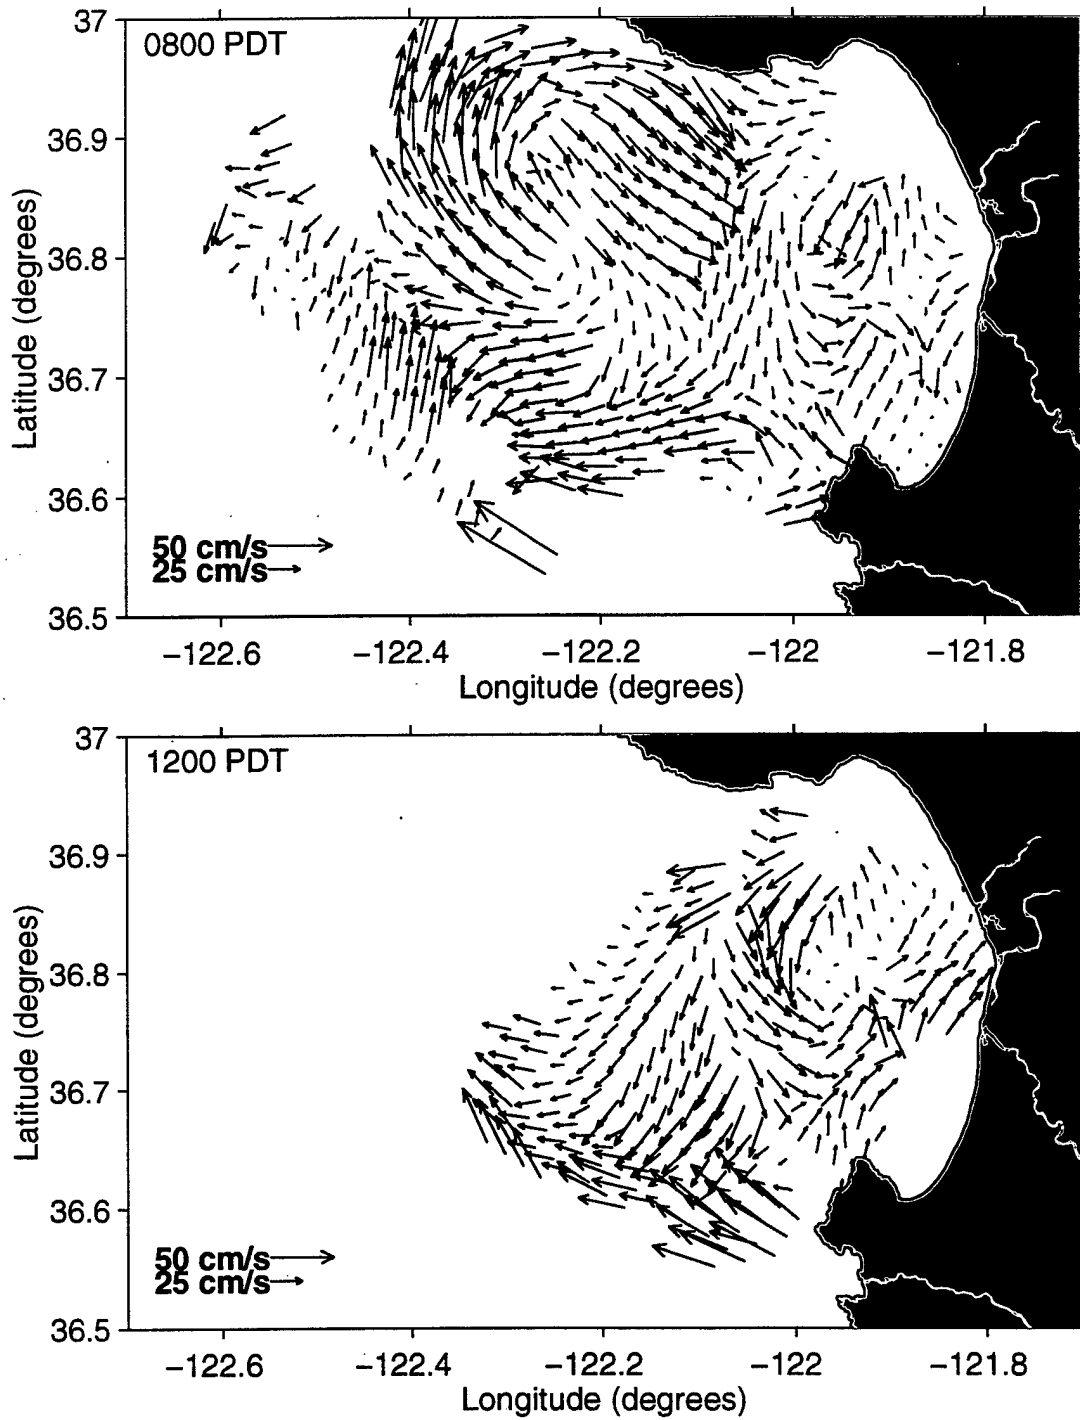 37
0800 PDT
36.9
36.8
36.7
36.6
36.5
Latitude (degrees)
50 cm/s
25 cm/s
−122.6 −122.4 −122.2 −122 −121.8
Longitude (degrees)
37
1200 PDT
36.9
36.8
36.7
36.6
36.5
Latitude (degrees)
50 cm/s
25 cm/s
−122.6 −122.4 −122.2 −122 −121.8
Longitude (degrees)